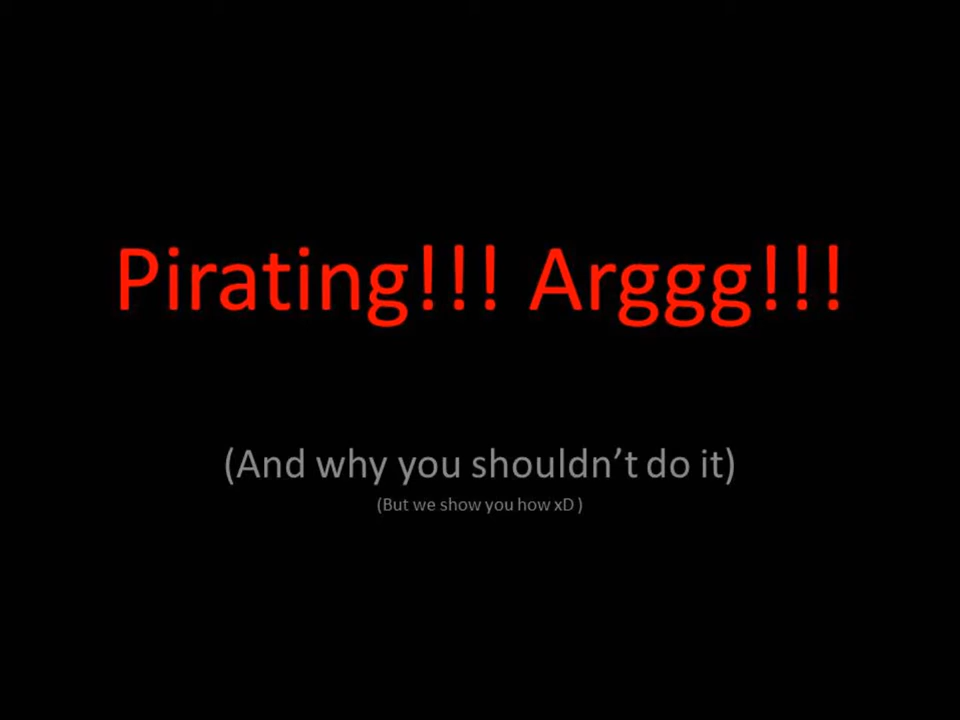 Pirating!!! Arggg!!!
(And why you shouldn’t do it)
(But we show you how xD )